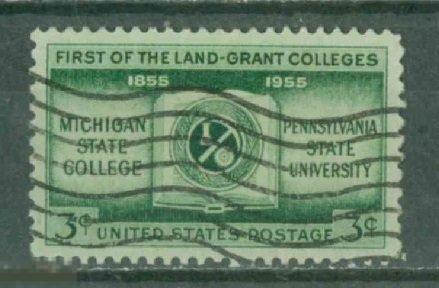 FIRST OF THE LAND-GRANT COLLEGES
1855 1955
MICHIGAN STATE COLLEGE
PENNSYLVANIA STATE UNIVERSITY
3¢ UNITED STATES POSTAGE 3¢